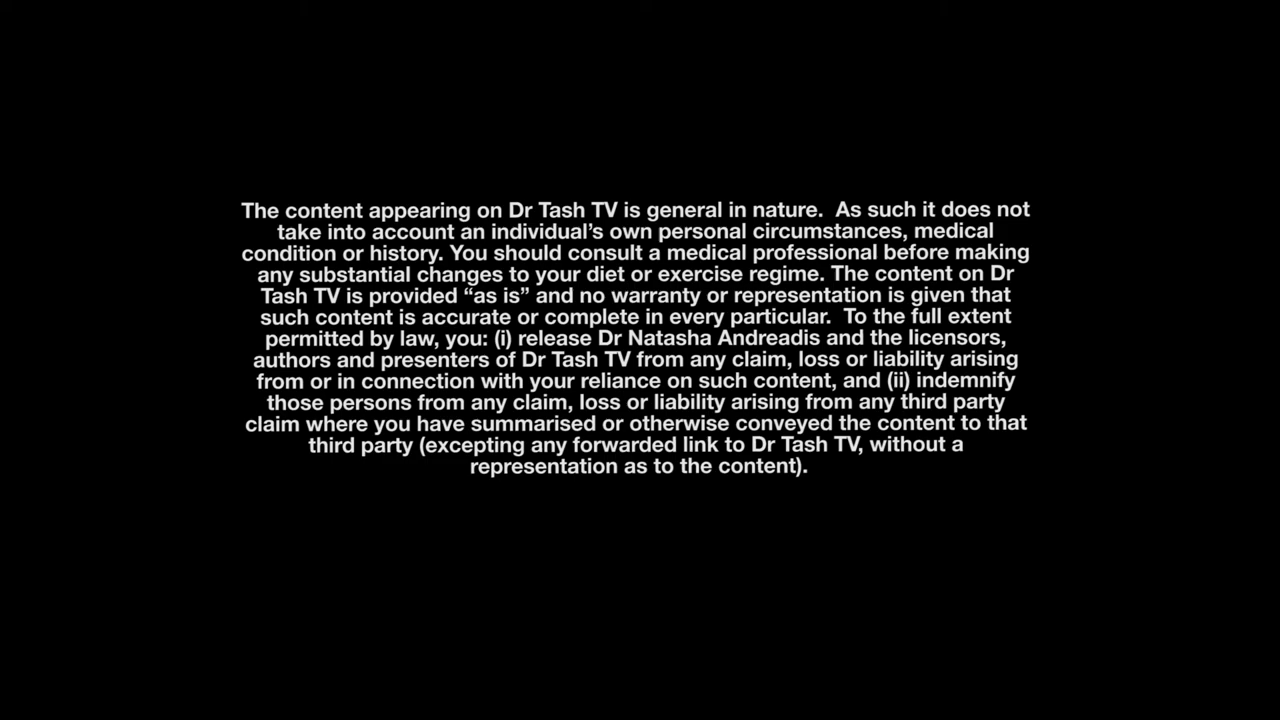 The content appearing on Dr Tash TV is general in nature.  As such it does not
take into account an individual’s own personal circumstances, medical
condition or history. You should consult a medical professional before making
any substantial changes to your diet or exercise regime. The content on Dr
Tash TV is provided “as is” and no warranty or representation is given that
such content is accurate or complete in every particular.  To the full extent
permitted by law, you: (i) release Dr Natasha Andreadis and the licensors,
authors and presenters of Dr Tash TV from any claim, loss or liability arising
from or in connection with your reliance on such content, and (ii) indemnify
those persons from any claim, loss or liability arising from any third party
claim where you have summarised or otherwise conveyed the content to that
third party (excepting any forwarded link to Dr Tash TV, without a
representation as to the content).